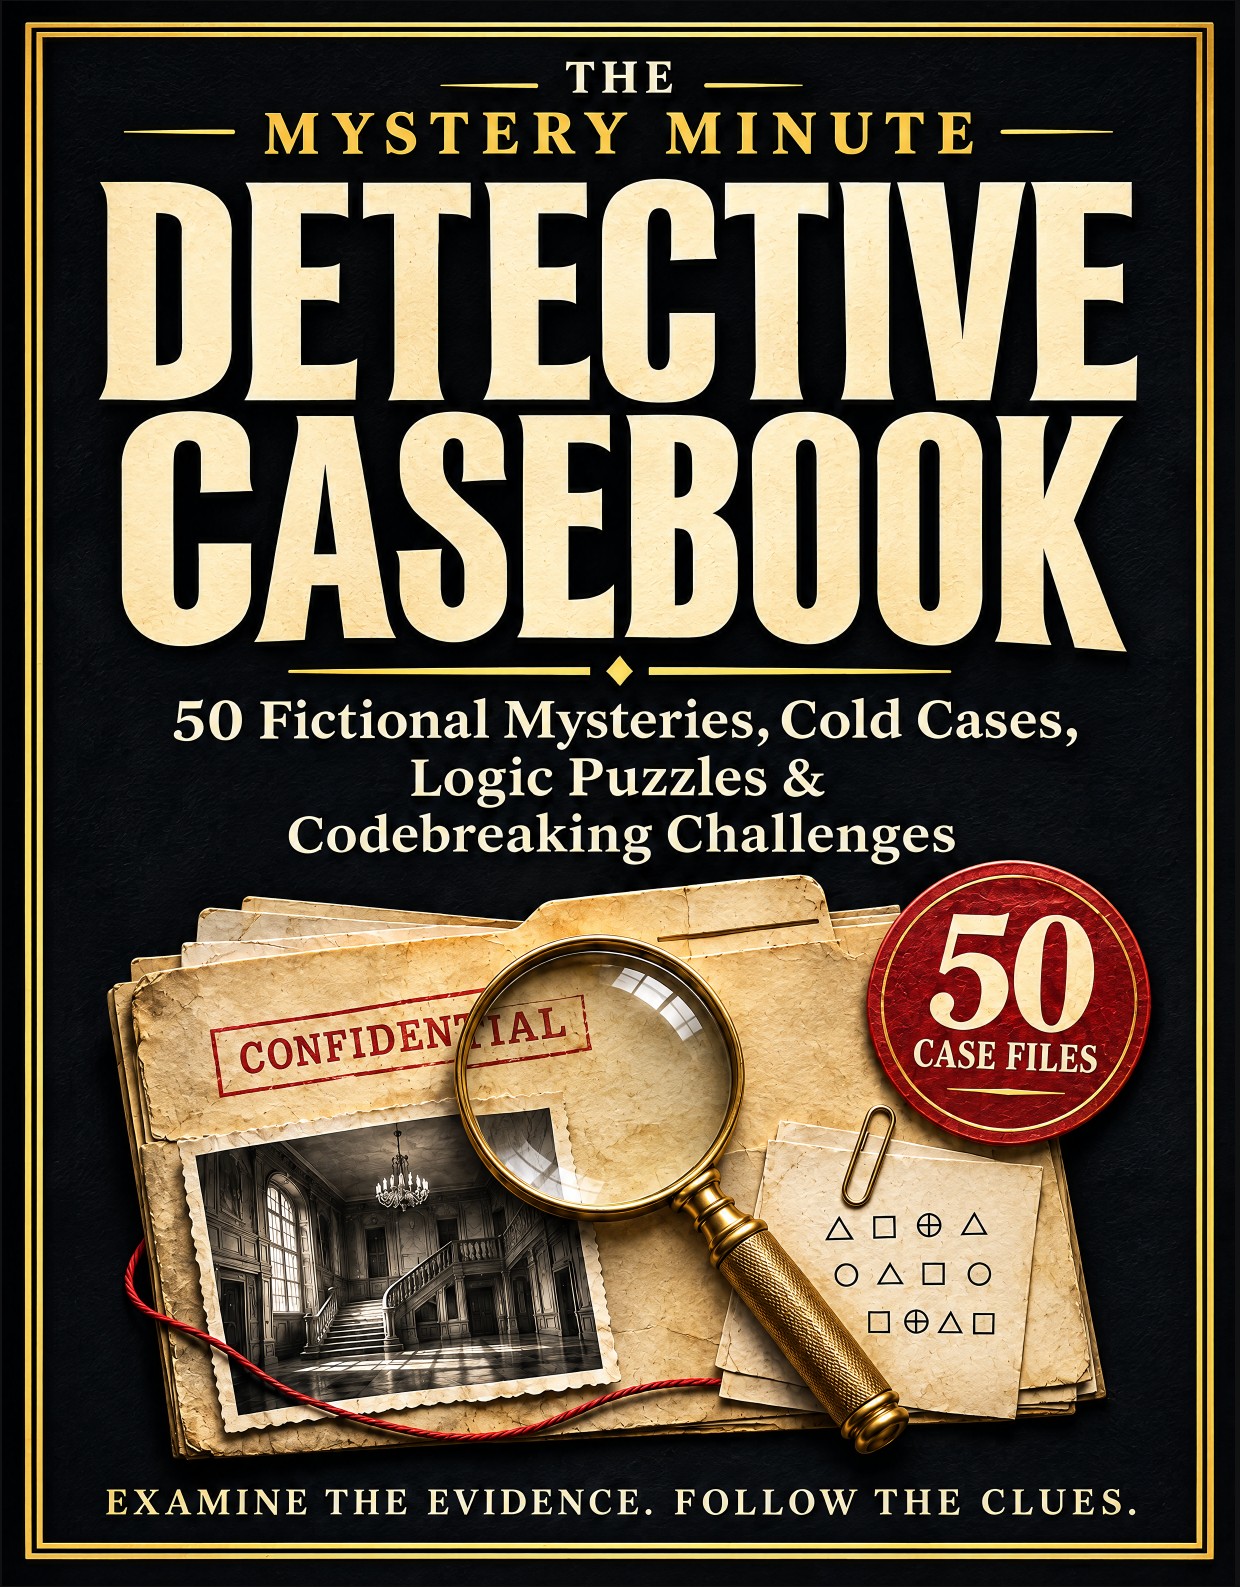 THE
MYSTERY MINUTE
DETECTIVE
CASEBOOK
50 Fictional Mysteries, Cold Cases,
Logic Puzzles &
Codebreaking Challenges
50
CASE FILES
CONFIDENTIAL
EXAMINE THE EVIDENCE. FOLLOW THE CLUES.